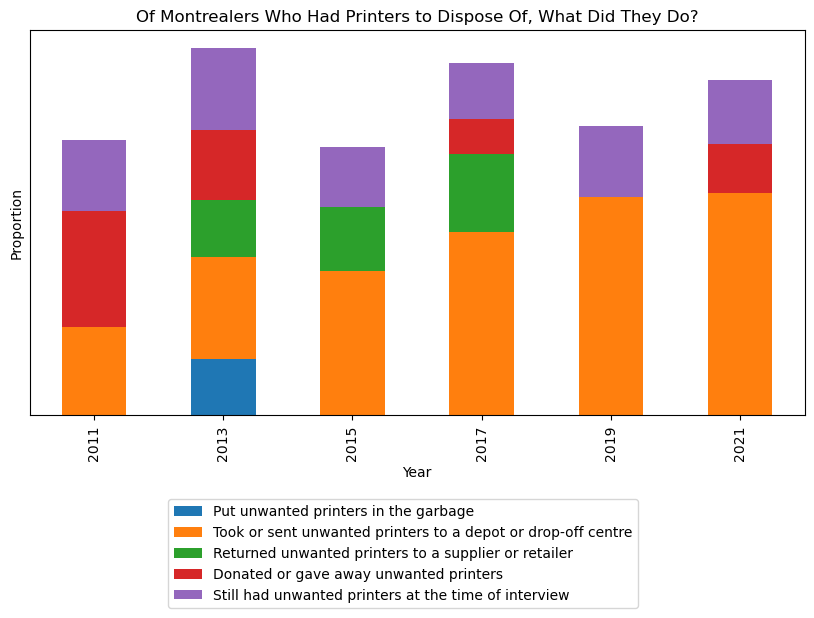 Of Montrealers Who Had Printers to Dispose Of, What Did They Do?
Proportion
2011
2013
2015
2017
2019
2021
Year
Put unwanted printers in the garbage
Took or sent unwanted printers to a depot or drop-off centre
Returned unwanted printers to a supplier or retailer
Donated or gave away unwanted printers
Still had unwanted printers at the time of interview